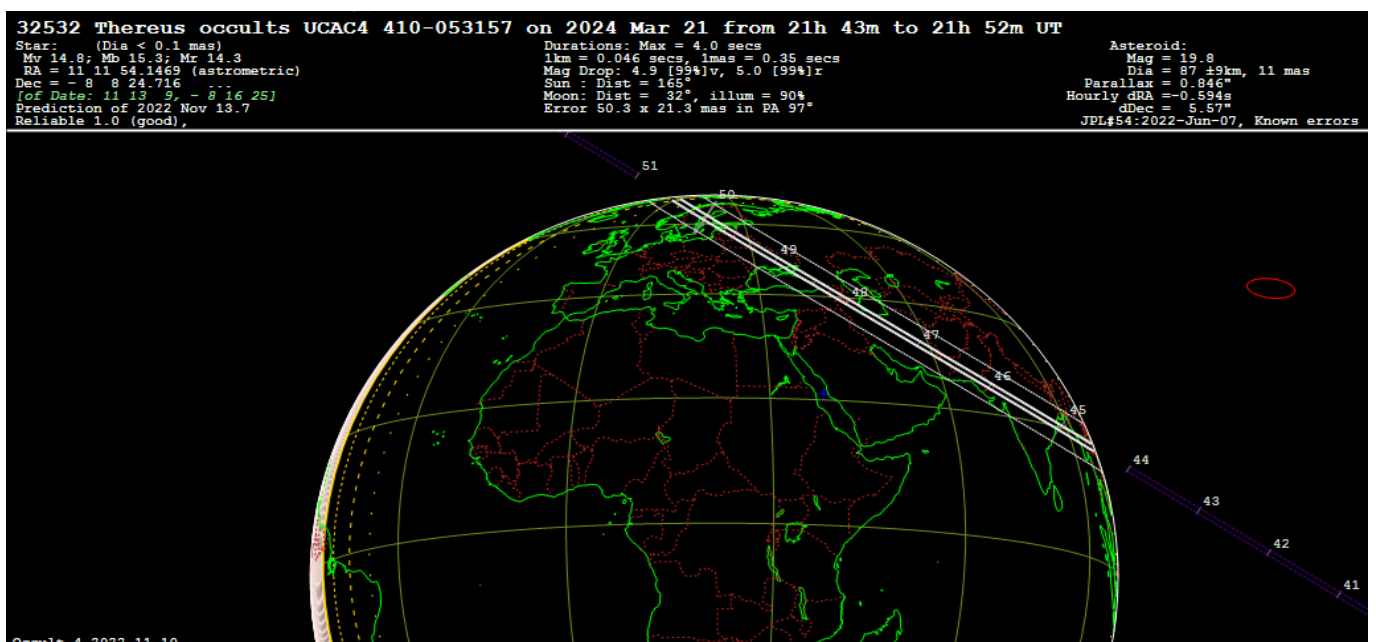 32532 Thereus occults UCAC4 410-053157 on 2024 Mar 21 from 21h 43m to 21h 52m UT
Star: (Dia < 0.1 mas)
Mv 14.8; Mb 15.3; Mr 14.3
RA = 11 11 54.1469 (astrometric)
Dec = - 8 8 24.716 ...
[of Date: 11 13 9, - 8 16 25]
Prediction of 2022 Nov 13.7
Reliable 1.0 (good),
Durations: Max = 4.0 secs
1km = 0.046 secs, 1mas = 0.35 secs
Mag Drop: 4.9 [99%]v, 5.0 [99%]r
Sun : Dist = 165°
Moon: Dist = 32°, illum = 90%
Error 50.3 x 21.3 mas in PA 97°
Asteroid:
Mag = 19.8
Dia = 87 ±9km, 11 mas
Parallax = 0.846"
Hourly dRA =-0.594s
dDec = 5.57"
JPL#54:2022-Jun-07, Known errors
51
50
49
48
47
46
45
44
43
42
41
Occult 4.2022.11.10